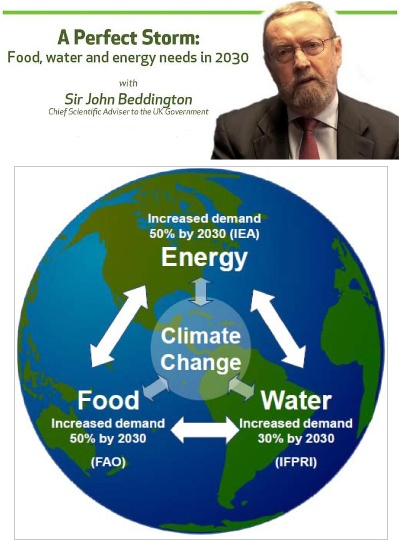 A Perfect Storm:
Food, water and energy needs in 2030
with
Sir John Beddington
Chief Scientific Adviser to the UK Government
Increased demand
50% by 2030 (IEA)
Energy
Climate
Change
Food
Increased demand
50% by 2030
(FAO)
Water
Increased demand
30% by 2030
(IFPRI)